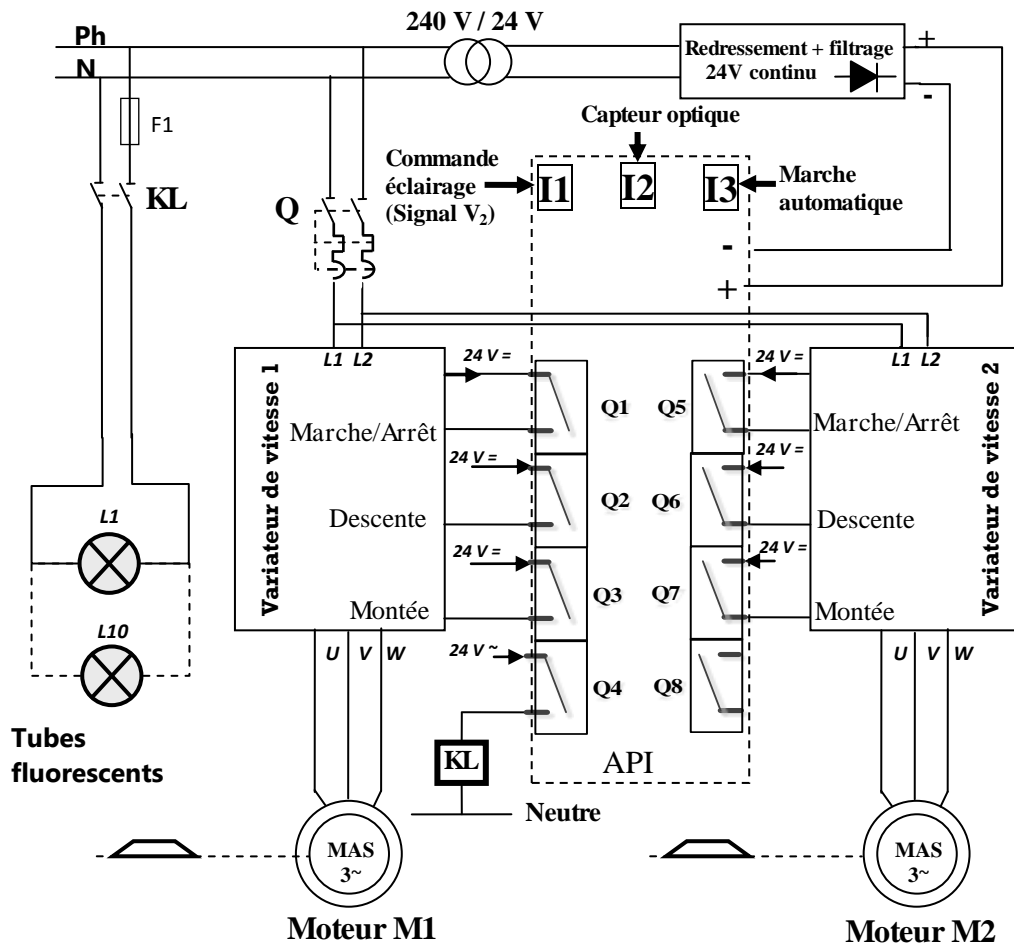 240 V / 24 V
Ph
N
Redressement + filtrage
24V continu
+
-
F1
Capteur optique
Commande
éclairage
(Signal V2)
I1
I2
I3
Marche
automatique
KL
Q
-
+
L1 L2
L1 L2
Variateur de vitesse 1
24 V =
Q1
Q5
24 V =
Variateur de vitesse 2
Marche/Arrêt
Marche/Arrêt
24 V =
Q2
Q6
24 V =
Descente
Descente
L1
24 V =
Q3
Q7
24 V =
Montée
Montée
L10
U V W
24 V ~
Q4
Q8
U V W
Tubes
fluorescents
KL
API
Neutre
MAS
3~
MAS
3~
Moteur M1
Moteur M2